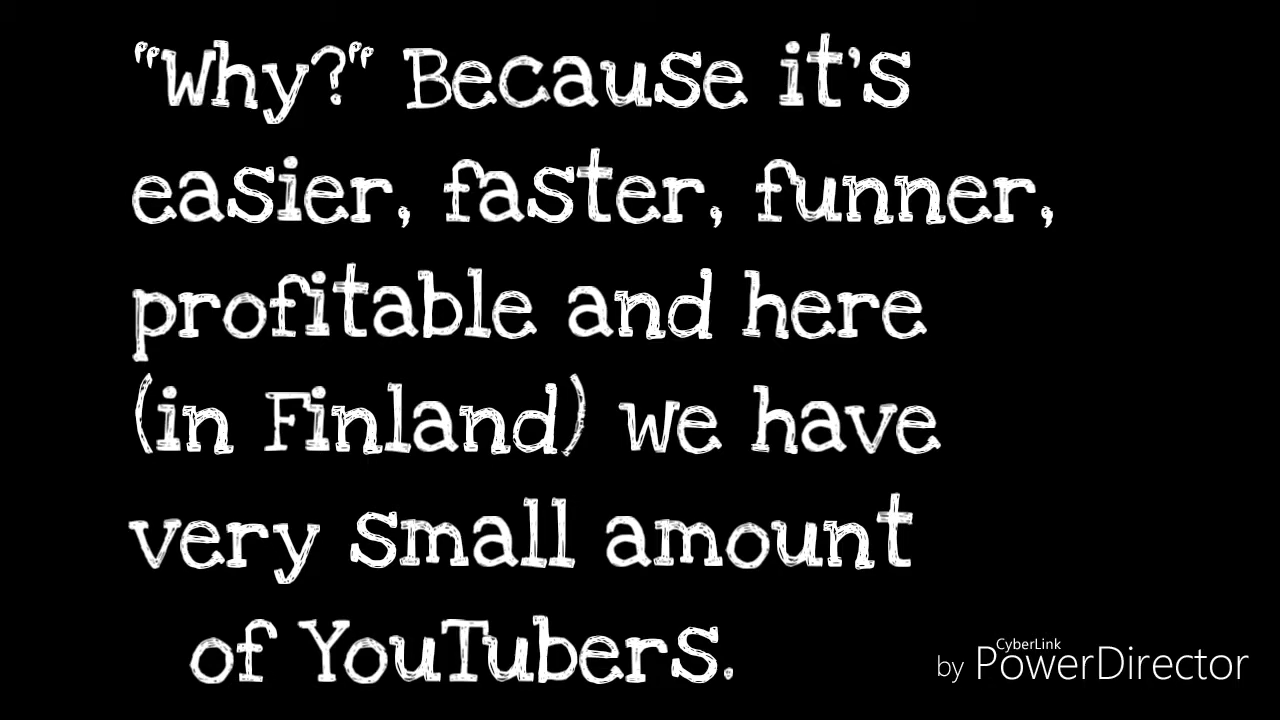 "Why?" Because it's
easier, faster, funner,
profitable and here
(in Finland) we have
very small amount
of YouTubers.
CyberLink
by PowerDirector